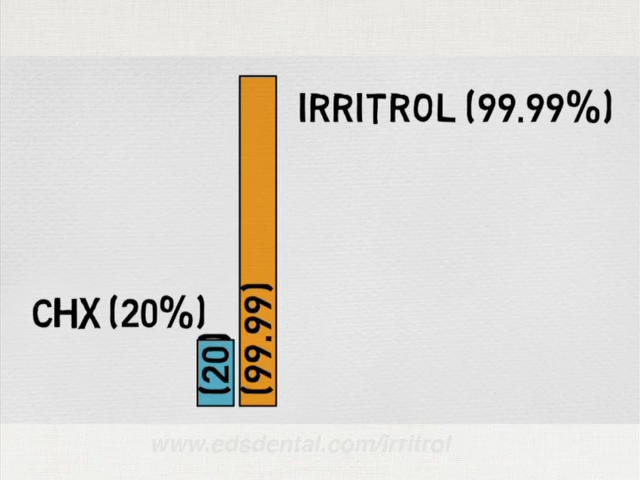 IRRITROL (99.99%)
CHX (20%)
(20)
(99.99)
www.edsdental.com/irritrol